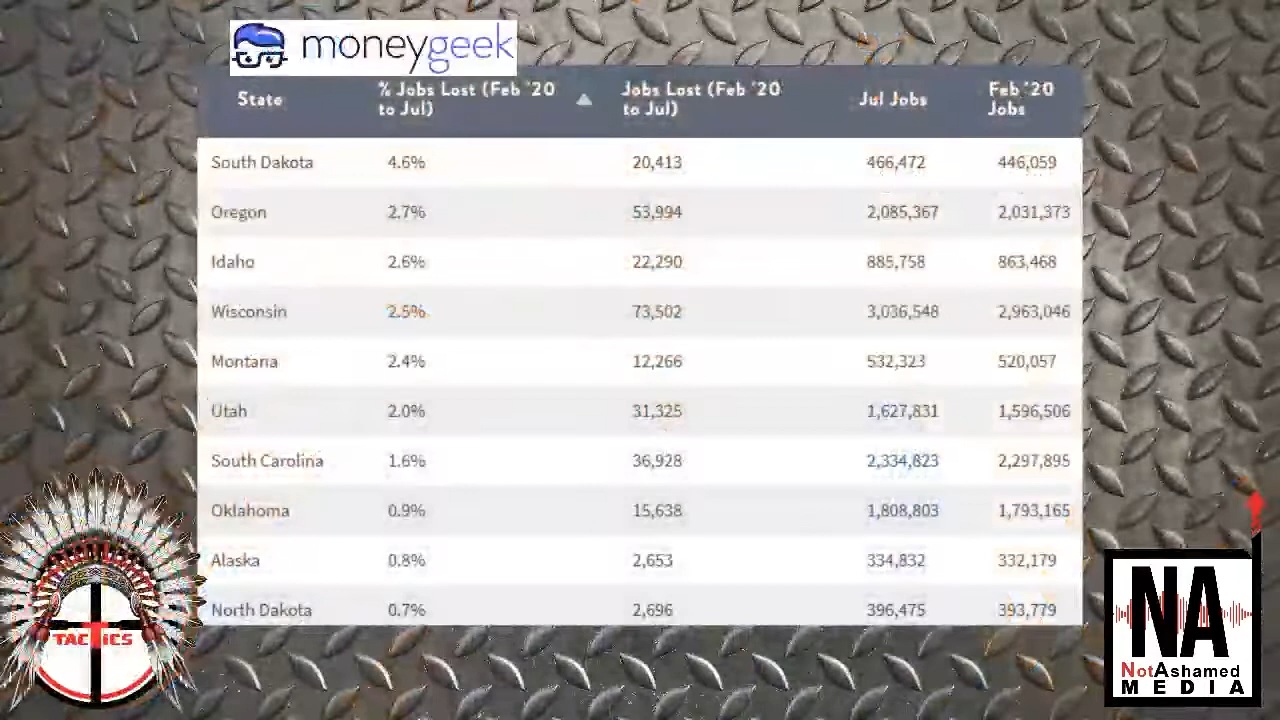 moneygeek
State % Jobs Lost (Feb '20 to Jul) Jobs Lost (Feb '20 to Jul) Jul Jobs Feb '20 Jobs
South Dakota 4.6% 20,413 466,472 446,059
Oregon 2.7% 53,994 2,085,367 2,031,373
Idaho 2.6% 22,290 885,758 863,468
Wisconsin 2.5% 73,502 3,036,548 2,963,046
Montana 2.4% 12,266 532,323 520,057
Utah 2.0% 31,325 1,627,831 1,596,506
South Carolina 1.6% 36,928 2,334,823 2,297,895
Oklahoma 0.9% 15,638 1,808,803 1,793,165
Alaska 0.8% 2,653 334,832 332,179
North Dakota 0.7% 2,696 396,475 393,779
TACTICS
NA
NotAshamed
MEDIA